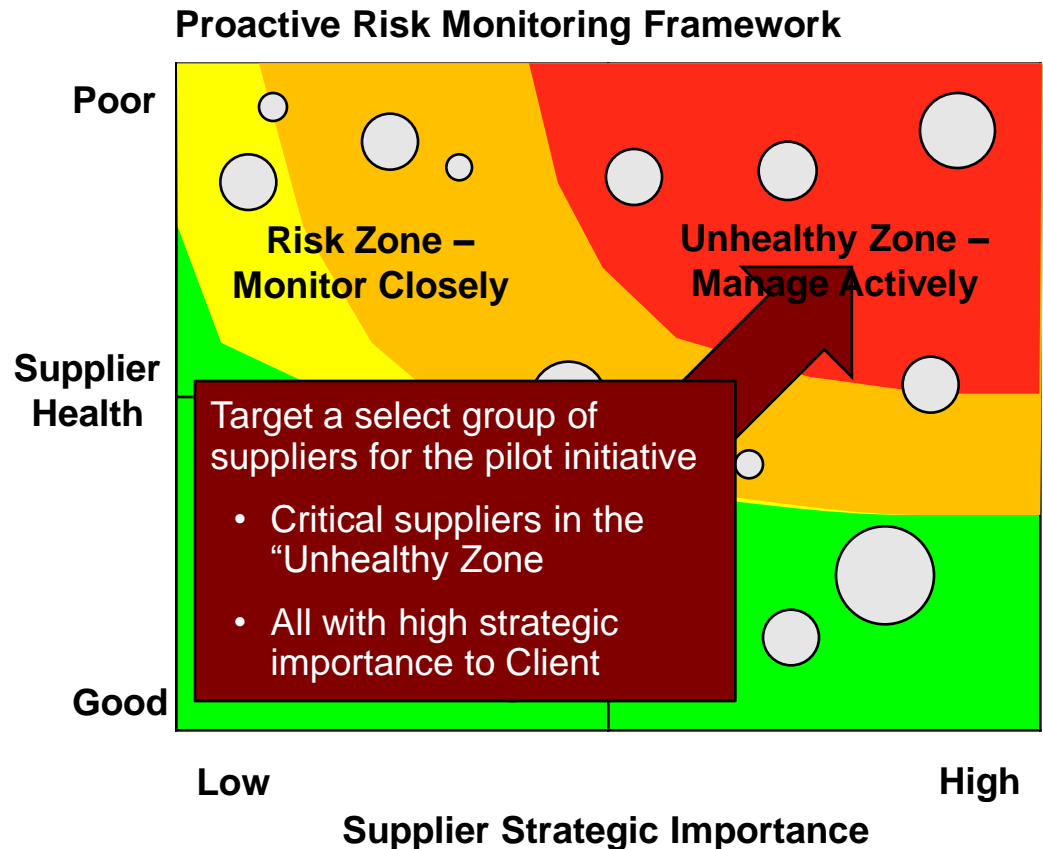 Proactive Risk Monitoring Framework
Poor
Risk Zone –
Monitor Closely
Unhealthy Zone –
Manage Actively
Supplier
Health
Target a select group of
suppliers for the pilot initiative
• Critical suppliers in the
“Unhealthy Zone
• All with high strategic
importance to Client
Good
Low
High
Supplier Strategic Importance